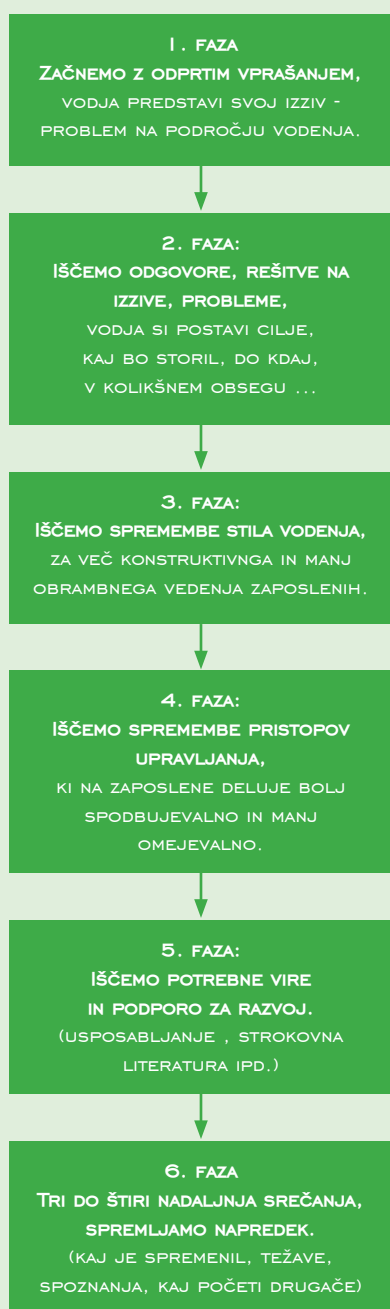 1. FAZA
ZAČNEMO Z ODPRTIM VPRAŠANJEM,
VODJA PREDSTAVI SVOJ IZZIV -
PROBLEM NA PODROČJU VODENJA.
2. FAZA:
IŠČEMO ODGOVORE, REŠITVE NA
IZZIVE, PROBLEME,
VODJA SI POSTAVI CILJE,
KAJ BO STORIL, DO KDAJ,
V KOLIKŠNEM OBSEGU ...
3. FAZA:
IŠČEMO SPREMEMBE STILA VODENJA,
ZA VEČ KONSTRUKTIVNGA IN MANJ
OBRAMBNEGA VEDENJA ZAPOSLENIH.
4. FAZA:
IŠČEMO SPREMEMBE PRISTOPOV
UPRAVLJANJA,
KI NA ZAPOSLENE DELUJE BOLJ
SPODBUJEVALNO IN MANJ
OMEJEVALNO.
5. FAZA:
IŠČEMO POTREBNE VIRE
IN PODPORO ZA RAZVOJ.
(USPOSABLJANJE , STROKOVNA
LITERATURA IPD.)
6. FAZA
TRI DO ŠTIRI NADALJNJA SREČANJA,
SPREMLJAMO NAPREDEK.
(KAJ JE SPREMENIL, TEŽAVE,
SPOZNANJA, KAJ POČETI DRUGAČE)